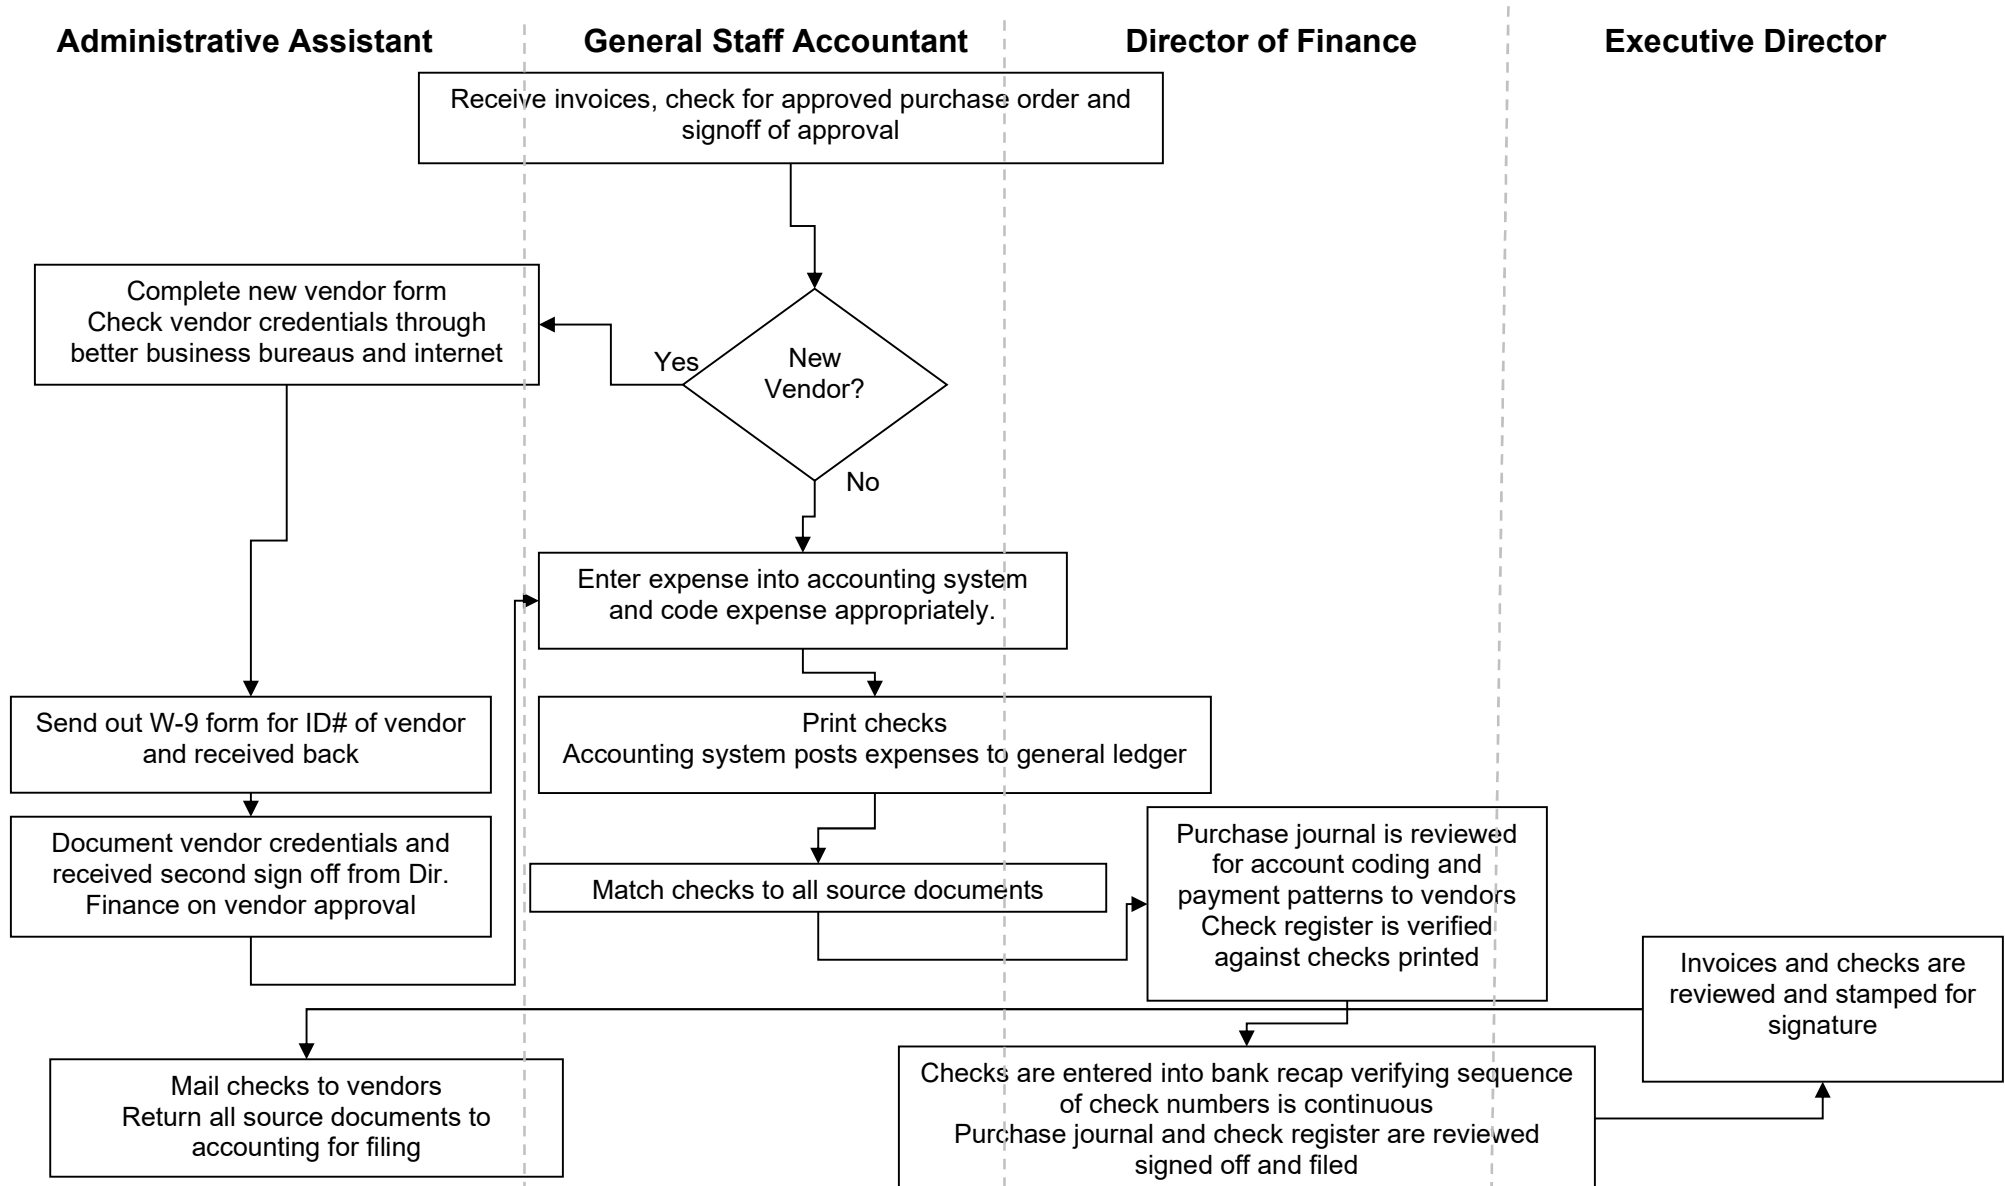 Administrative Assistant
General Staff Accountant
Director of Finance
Executive Director
Receive invoices, check for approved purchase order and
signoff of approval
Complete new vendor form
Check vendor credentials through
better business bureaus and internet
Yes
New
Vendor?
No
Enter expense into accounting system
and code expense appropriately.
Send out W-9 form for ID# of vendor
and received back
Print checks
Accounting system posts expenses to general ledger
Document vendor credentials and
received second sign off from Dir.
Finance on vendor approval
Match checks to all source documents
Purchase journal is reviewed
for account coding and
payment patterns to vendors
Check register is verified
against checks printed
Invoices and checks are
reviewed and stamped for
signature
Mail checks to vendors
Return all source documents to
accounting for filing
Checks are entered into bank recap verifying sequence
of check numbers is continuous
Purchase journal and check register are reviewed
signed off and filed